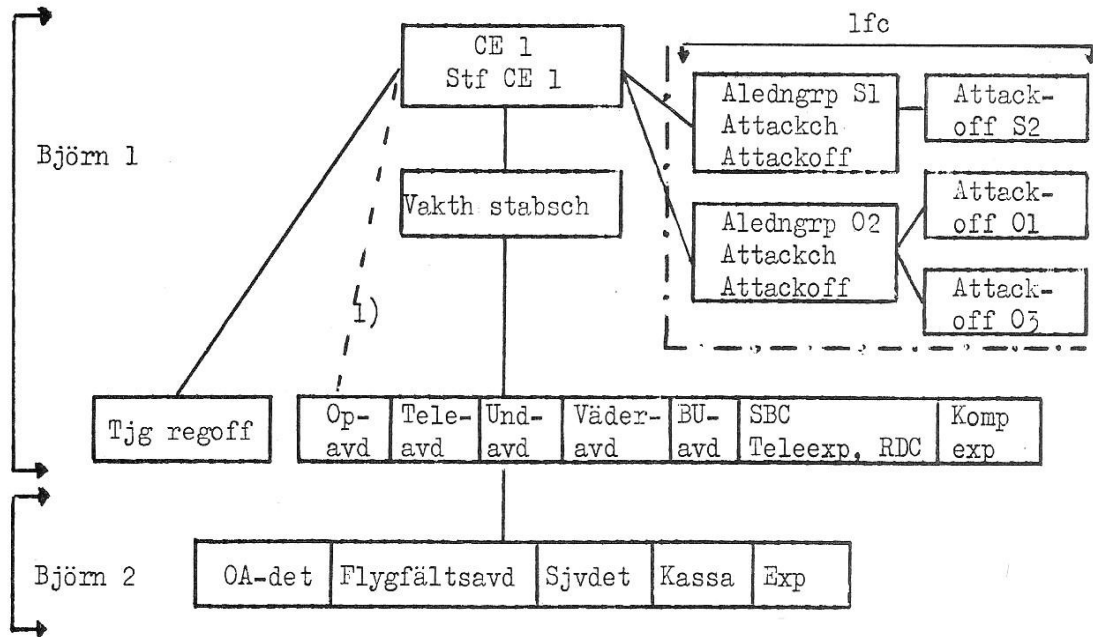 lfc
CE 1
Stf CE 1
Aledngrp S1
Attackch
Attackoff
Attack-
off S2
Björn 1
Vakth stabsch
Aledngrp O2
Attackch
Attackoff
Attack-
off O1
Attack-
off O3
1)
Tjg regoff
Op-
avd
Tele-
avd
Und-
avd
Väder-
avd
BU-
avd
SBC
Teleexp, RDC
Komp
exp
Björn 2
OA-det
Flygfältsavd
Sjvdet
Kassa
Exp